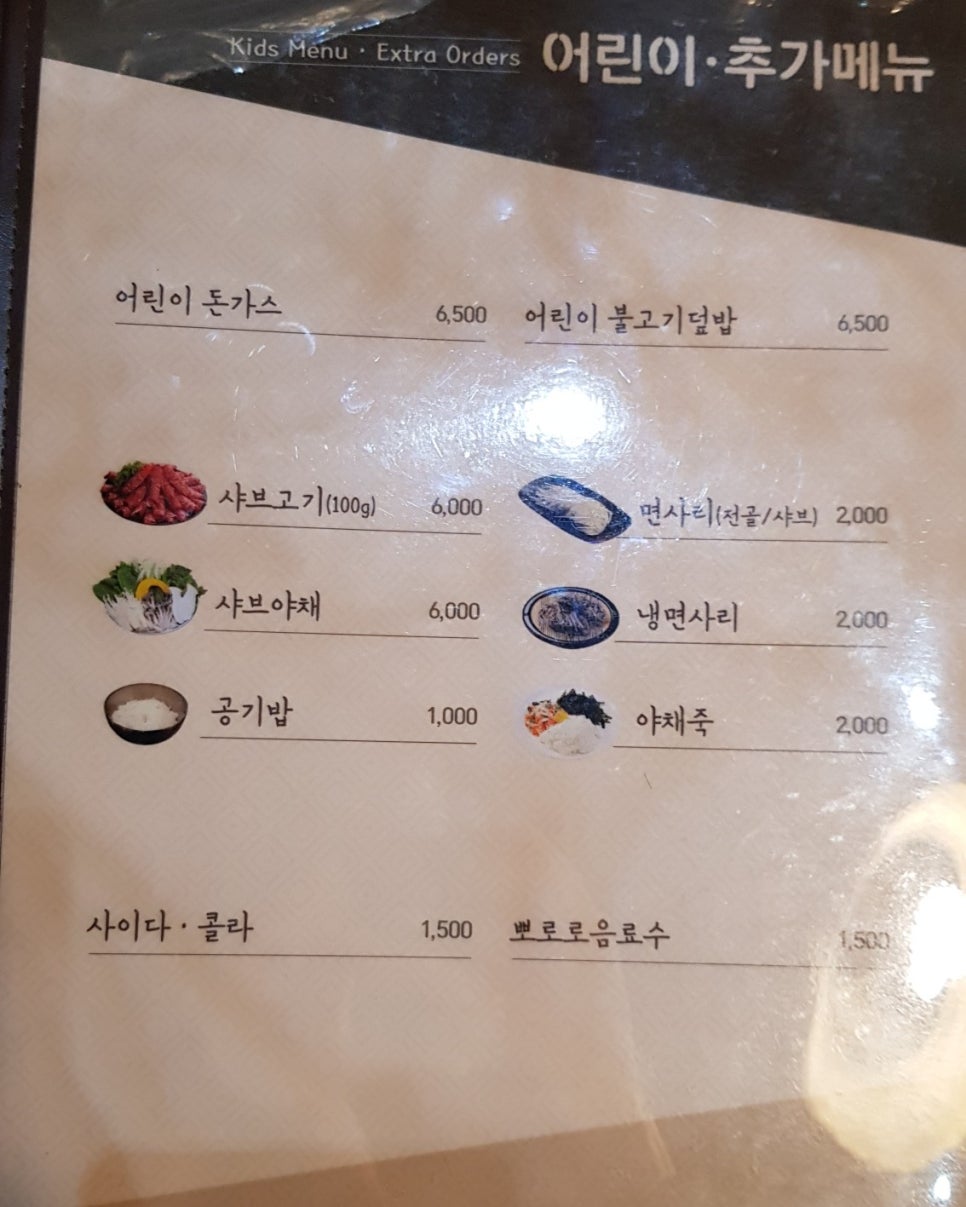 Kids Menu · Extra Orders 어린이·추가메뉴
어린이 돈가스 6,500
어린이 불고기덮밥 6,500
샤브고기(100g) 6,000
면사리(전골/샤브) 2,000
샤브야채 6,000
냉면사리 2,000
공기밥 1,000
야채죽 2,000
사이다·콜라 1,500
뽀로로음료수 1,500